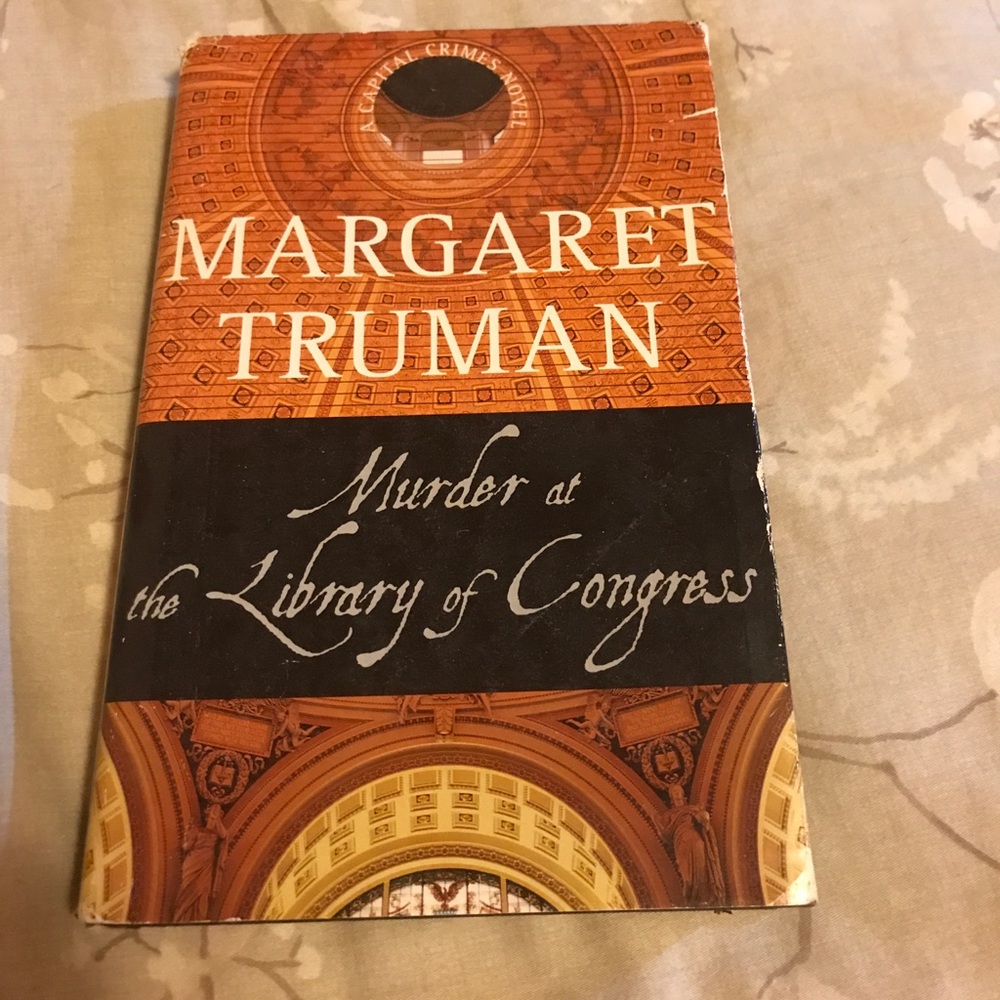 A CAPITAL CRIMES NOVEL
MARGARET
TRUMAN
Murder at
the Library of Congress